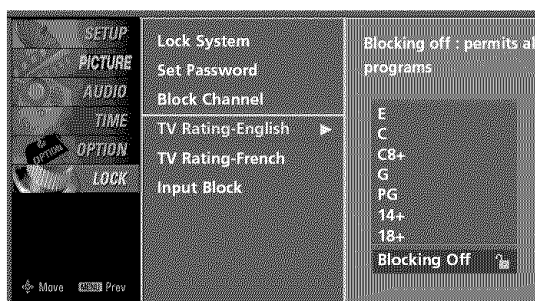 SETUP
PICTURE
AUDIO
TIME
OPTION
OPTION
LOCK
Move MENU Prev
Lock System
Set Password
Block Channel
TV Rating-English
TV Rating-French
Input Block
Blocking off : permits al
programs
E
C
C8+
G
PG
14+
18+
Blocking Off